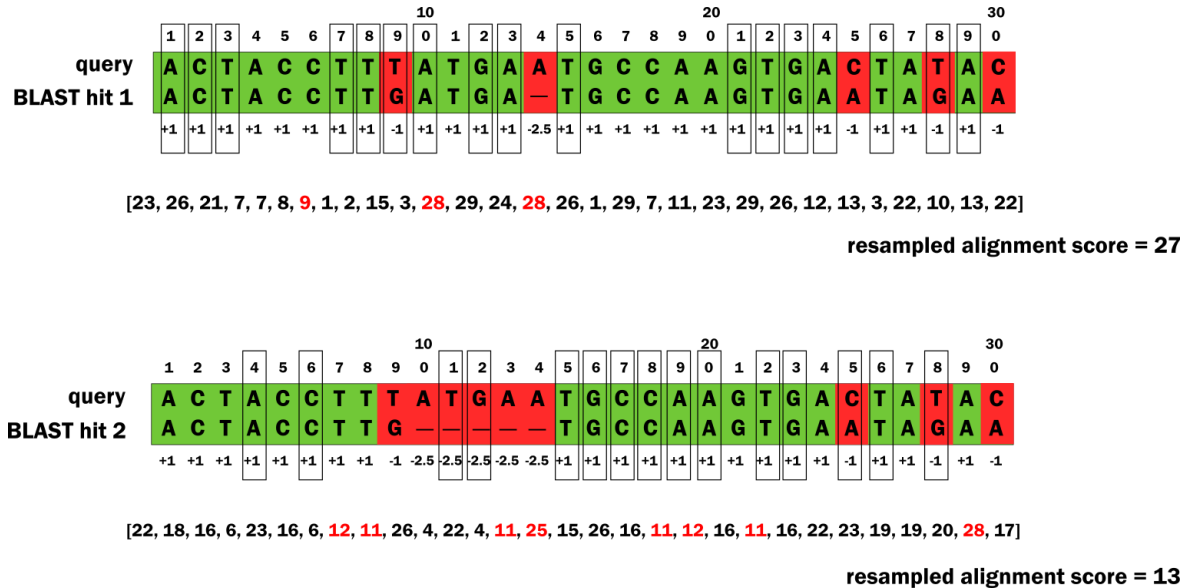 10 20 30
1 2 3 4 5 6 7 8 9 0 1 2 3 4 5 6 7 8 9 0 1 2 3 4 5 6 7 8 9 0
query A C T A C C T T T A T G A A T G C C A A G T G A C T A T A C
BLAST hit 1 A C T A C C T T G A T G A — T G C C A A G T G A A T A G A A
+1 +1 +1 +1 +1 +1 +1 +1 -1 +1 +1 +1 +1 -2.5 +1 +1 +1 +1 +1 +1 +1 +1 +1 +1 -1 +1 +1 -1 +1 -1
[23, 26, 21, 7, 7, 8, 9, 1, 2, 15, 3, 28, 29, 24, 28, 26, 1, 29, 7, 11, 23, 29, 26, 12, 13, 3, 22, 10, 13, 22]
resampled alignment score = 27
10 20 30
1 2 3 4 5 6 7 8 9 0 1 2 3 4 5 6 7 8 9 0 1 2 3 4 5 6 7 8 9 0
query A C T A C C T T T A T G A A T G C C A A G T G A C T A T A C
BLAST hit 2 A C T A C C T T G — — — — — T G C C A A G T G A A T A G A A
+1 +1 +1 +1 +1 +1 +1 +1 -1 -2.5 -2.5 -2.5 -2.5 -2.5 +1 +1 +1 +1 +1 +1 +1 +1 +1 +1 -1 +1 +1 -1 +1 -1
[22, 18, 16, 6, 23, 16, 6, 12, 11, 26, 4, 22, 4, 11, 25, 15, 26, 16, 11, 12, 16, 11, 16, 22, 23, 19, 19, 20, 28, 17]
resampled alignment score = 13